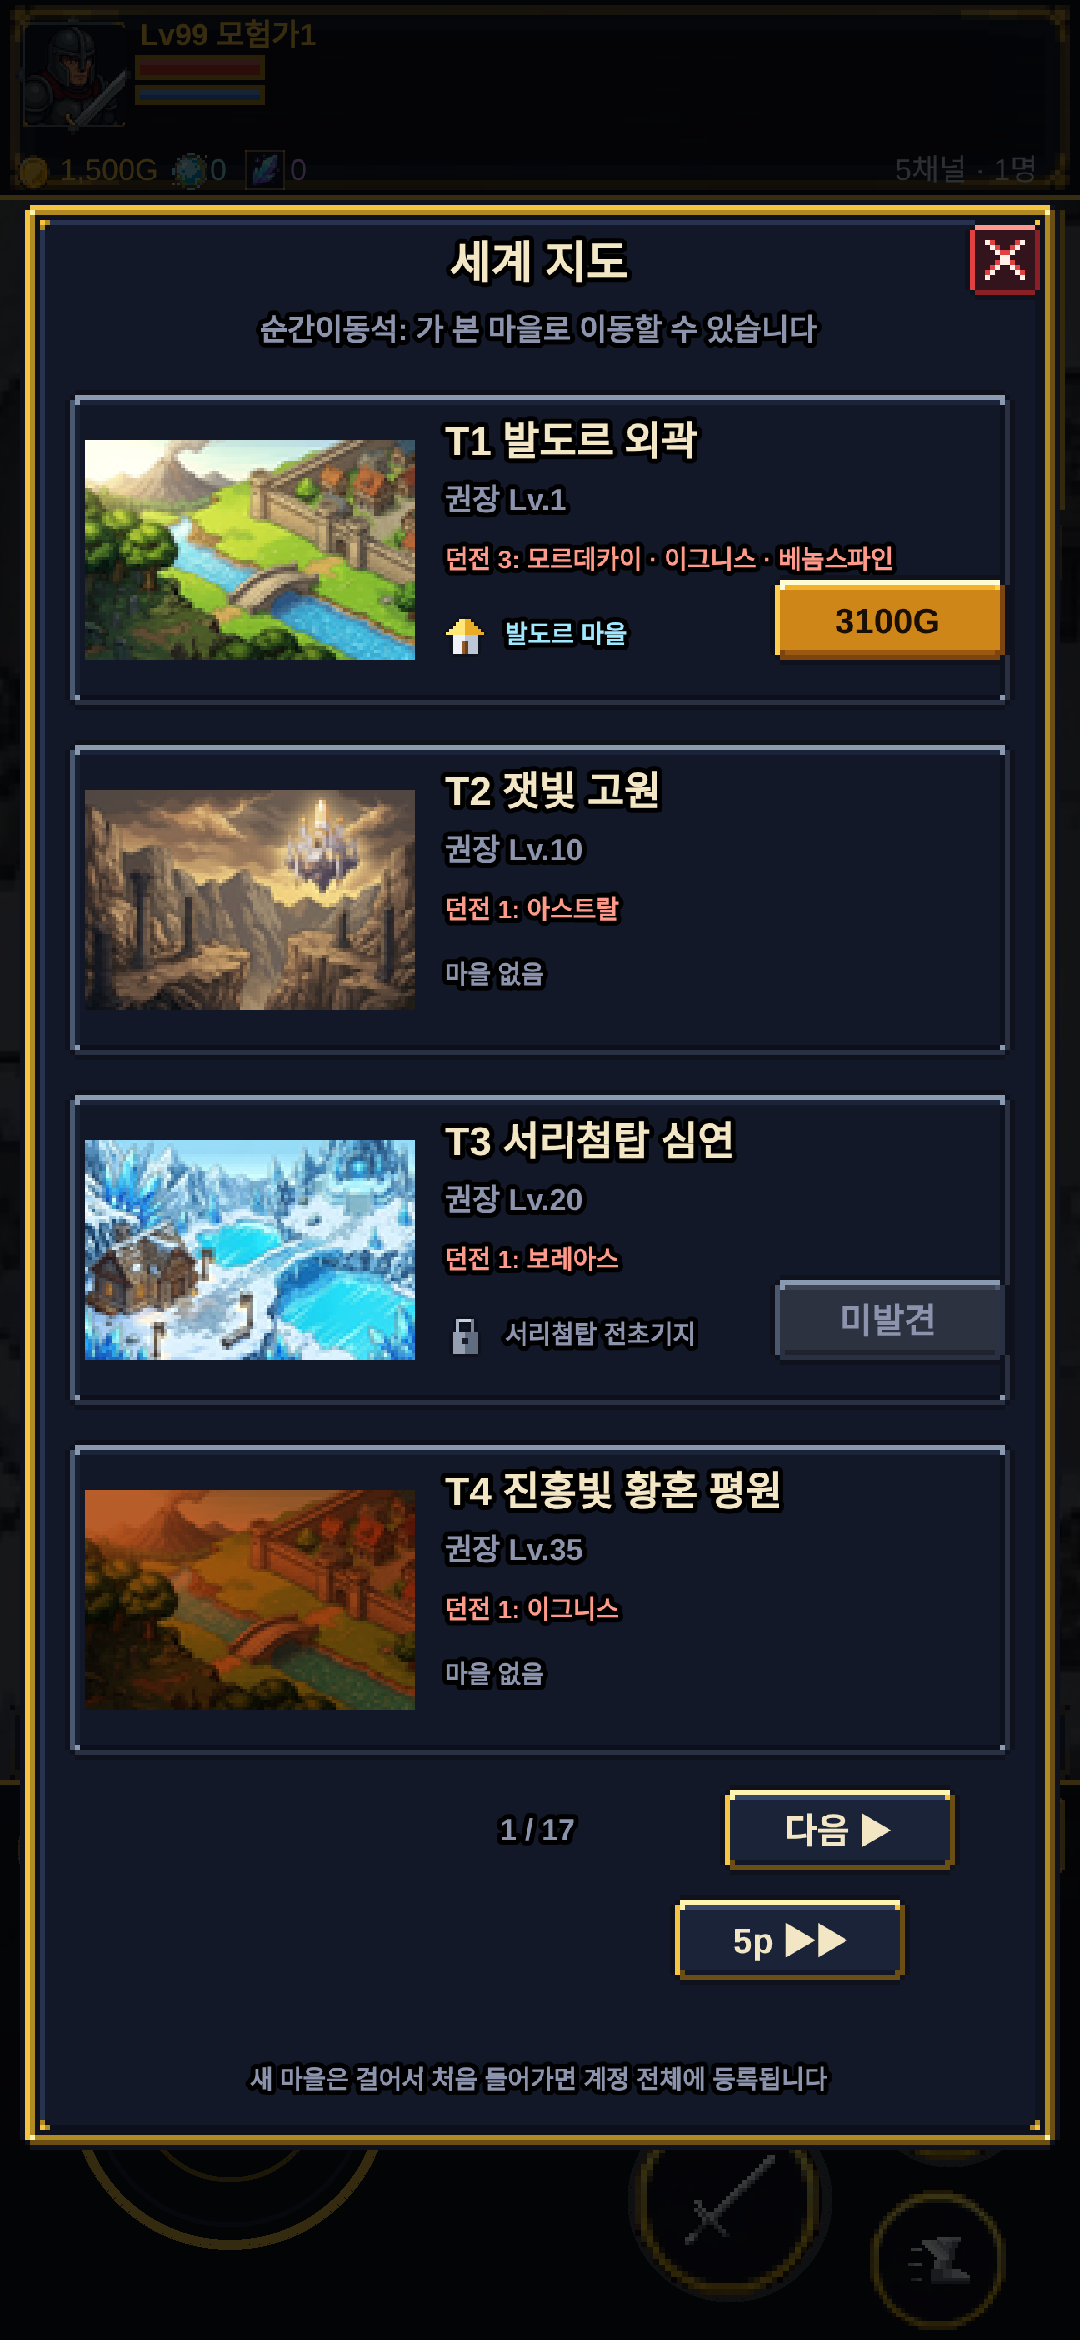 Lv99 모험가1
1,500G 0 0 5채널 · 1명
세계 지도
순간이동석: 가 본 마을로 이동할 수 있습니다
T1 발도르 외곽
권장 Lv.1
던전 3: 모르데카이 · 이그니스 · 베놈스파인
발도르 마을
3100G
T2 잿빛 고원
권장 Lv.10
던전 1: 아스트랄
마을 없음
T3 서리첨탑 심연
권장 Lv.20
던전 1: 보레아스
서리첨탑 전초기지
미발견
T4 진홍빛 황혼 평원
권장 Lv.35
던전 1: 이그니스
마을 없음
1 / 17
다음 ▶
5p ▶▶
새 마을은 걸어서 처음 들어가면 계정 전체에 등록됩니다